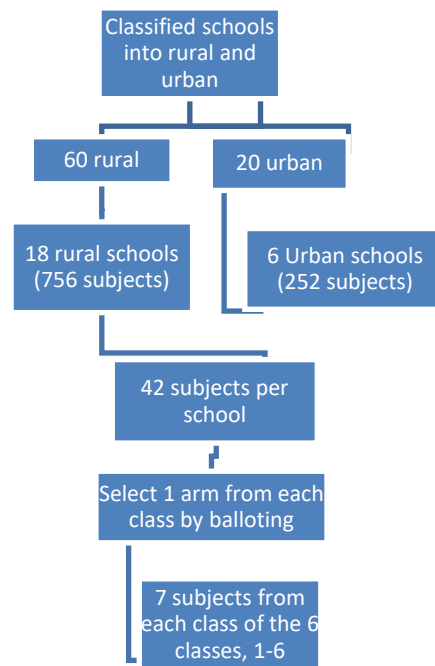 Classified schools
into rural and
urban
60 rural
20 urban
18 rural schools
(756 subjects)
6 Urban schools
(252 subjects)
42 subjects per
school
Select 1 arm from each
class by balloting
7 subjects from
each class of the 6
classes, 1-6